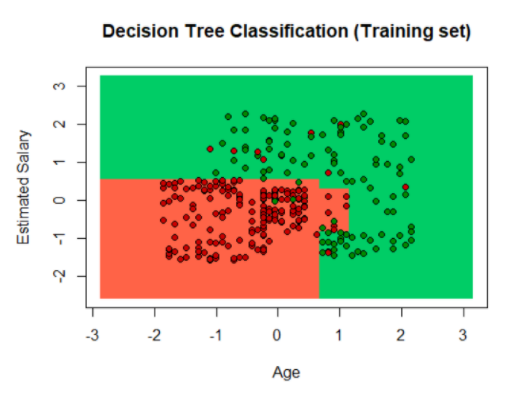 Decision Tree Classification (Training set)
Estimated Salary
3
2
1
0
-1
-2
-3 -2 -1 0 1 2 3
Age